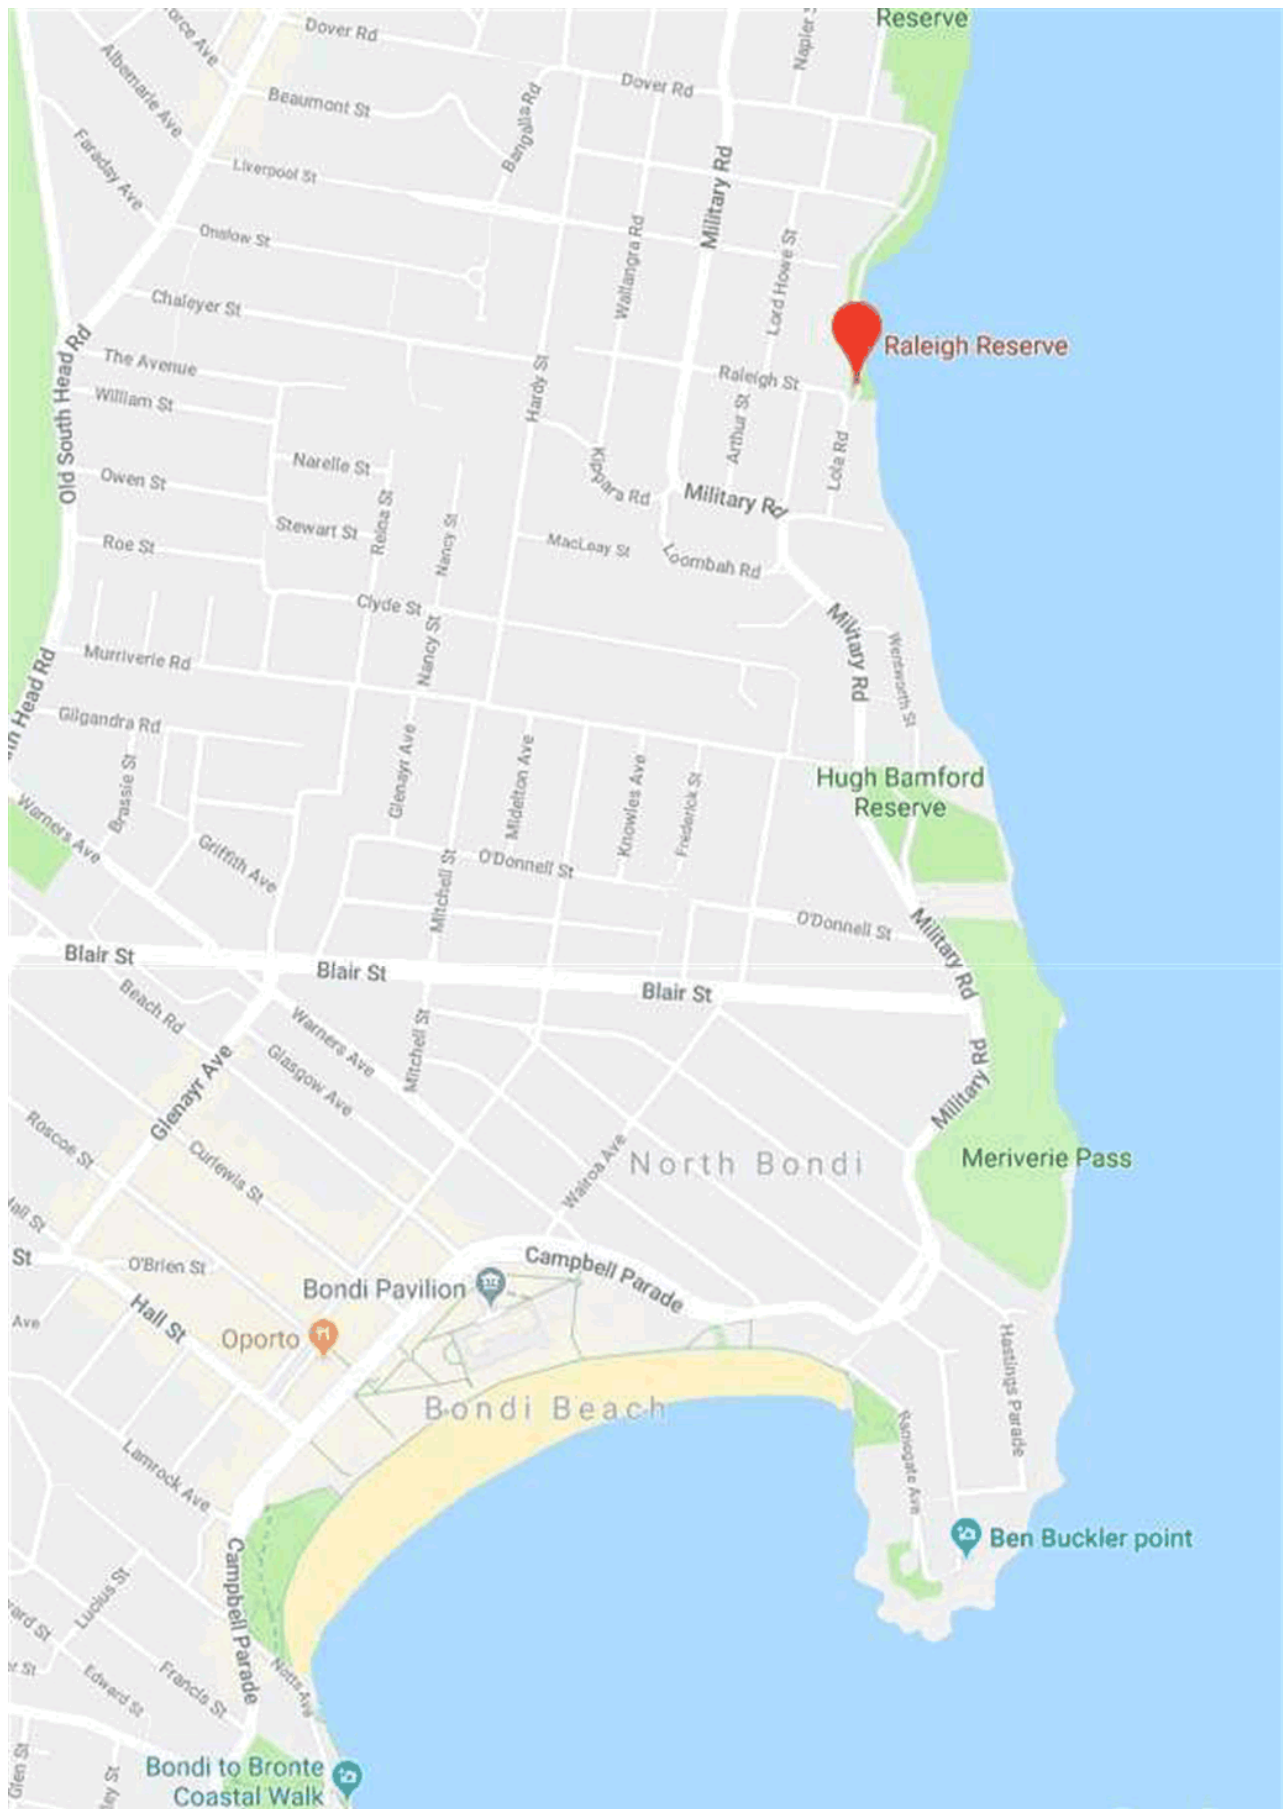 Reserve
Dover Rd
Albemarle Ave
Napier
Beaumont St
Dover Rd
Bangalla Rd
Faraday Ave
Liverpool St
Military Rd
Onslow St
Wallangra Rd
Lord Howe St
Chaleyer St
Raleigh Reserve
The Avenue
Raleigh St
Hardy St
William St
Arthur St
Old South Head Rd
Lola Rd
Narelle St
Kippara Rd
Owen St
Military Rd
Reina St
Stewart St
Nancy St
Roe St
MacLeay St
Loombah Rd
Clyde St
Military Rd
Nancy St
Wentworth St
Murriverie Rd
Head Rd
Gilgandra Rd
Glenayr Ave
Midelton Ave
Brassie St
Knowles Ave
Frederick St
Hugh Bamford
Reserve
Warners Ave
Griffith Ave
O'Donnell St
Mitchell St
O'Donnell St
Military Rd
Blair St
Blair St
Blair St
Beach Rd
Warners Ave
Mitchell St
Glasgow Ave
Glenayr Ave
Military Rd
Roscoe St
Curlewis St
Wairoa Ave
North Bondi
Meriverie Pass
St
O'Brien St
Campbell Parade
Bondi Pavilion
Hall St
Ave
Oporto
Hastings Parade
Bondi Beach
Ramsgate Ave
Lamrock Ave
Ben Buckler point
Campbell Parade
Lucius St
Edward St
Francis St
Notts Ave
Glen St
Bondi to Bronte
Coastal Walk